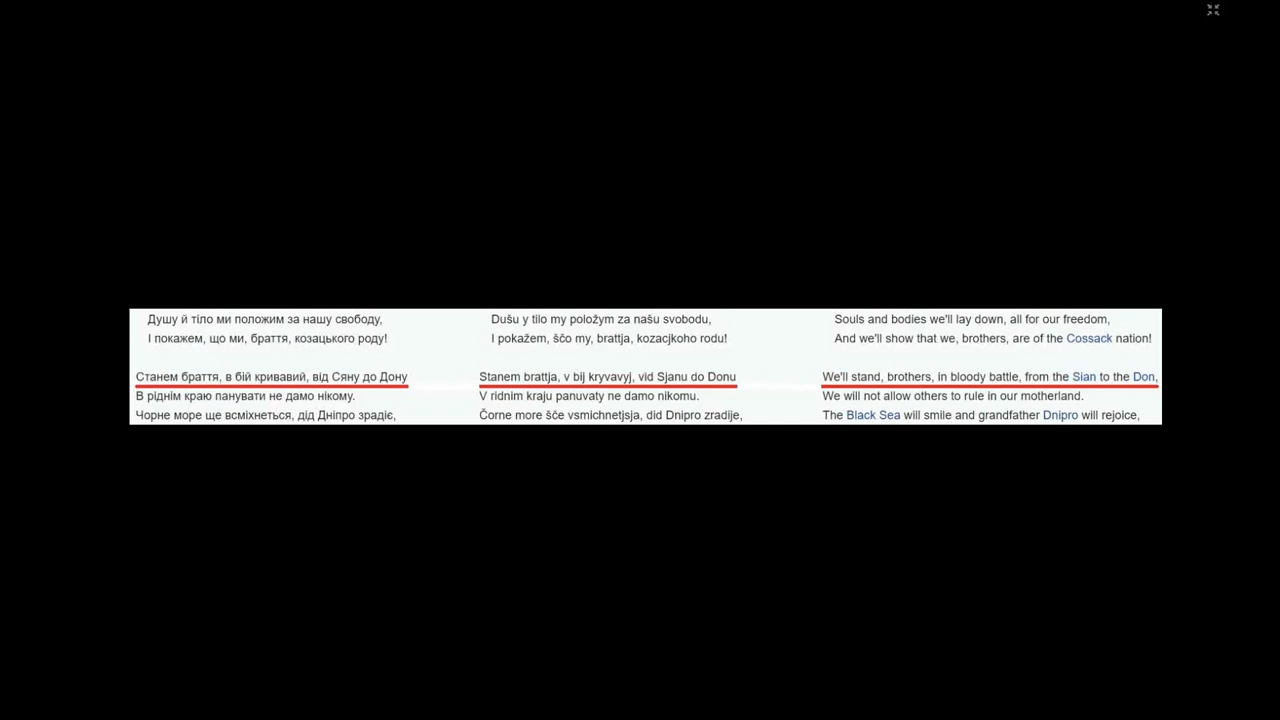 Душу й тіло ми положим за нашу свободу,
І покажем, що ми, браття, козацького роду!
Станем браття, в бій кривавий, від Сяну до Дону
В ріднім краю панувати не дамо нікому.
Чорне море ще всміхнеться, дід Дніпро зрадіє,
Dušu y tilo my položym za našu svobodu,
I pokažem, ščo my, brattja, kozacjkoho rodu!
Stanem brattja, v bij kryvavyj, vid Sjanu do Donu
V ridnim kraju panuvaty ne damo nikomu.
Čorne more šče vsmichnetjsja, did Dnipro zradije,
Souls and bodies we'll lay down, all for our freedom,
And we'll show that we, brothers, are of the Cossack nation!
We'll stand, brothers, in bloody battle, from the Sian to the Don,
We will not allow others to rule in our motherland.
The Black Sea will smile and grandfather Dnipro will rejoice,